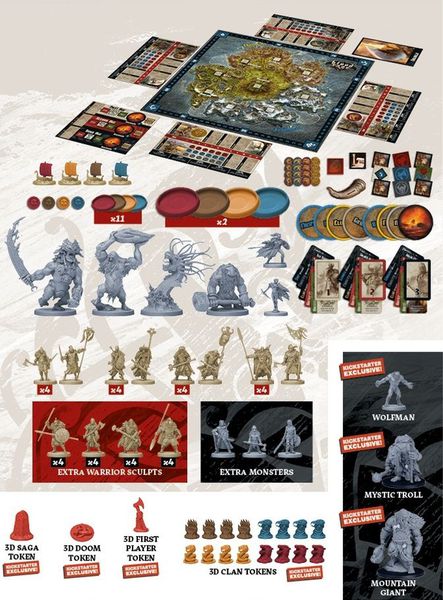 x11
x2
x4
x4
x4
x4
x4
x4
x4
x4
EXTRA WARRIOR SCULPTS
EXTRA MONSTERS
KICKSTARTER
EXCLUSIVE!
WOLFMAN
KICKSTARTER
EXCLUSIVE!
MYSTIC TROLL
KICKSTARTER
EXCLUSIVE!
MOUNTAIN
GIANT
3D SAGA
TOKEN
KICKSTARTER
EXCLUSIVE!
3D DOOM
TOKEN
KICKSTARTER
EXCLUSIVE!
3D FIRST
PLAYER
TOKEN
KICKSTARTER
EXCLUSIVE!
3D CLAN TOKENS
KICKSTARTER
EXCLUSIVE!